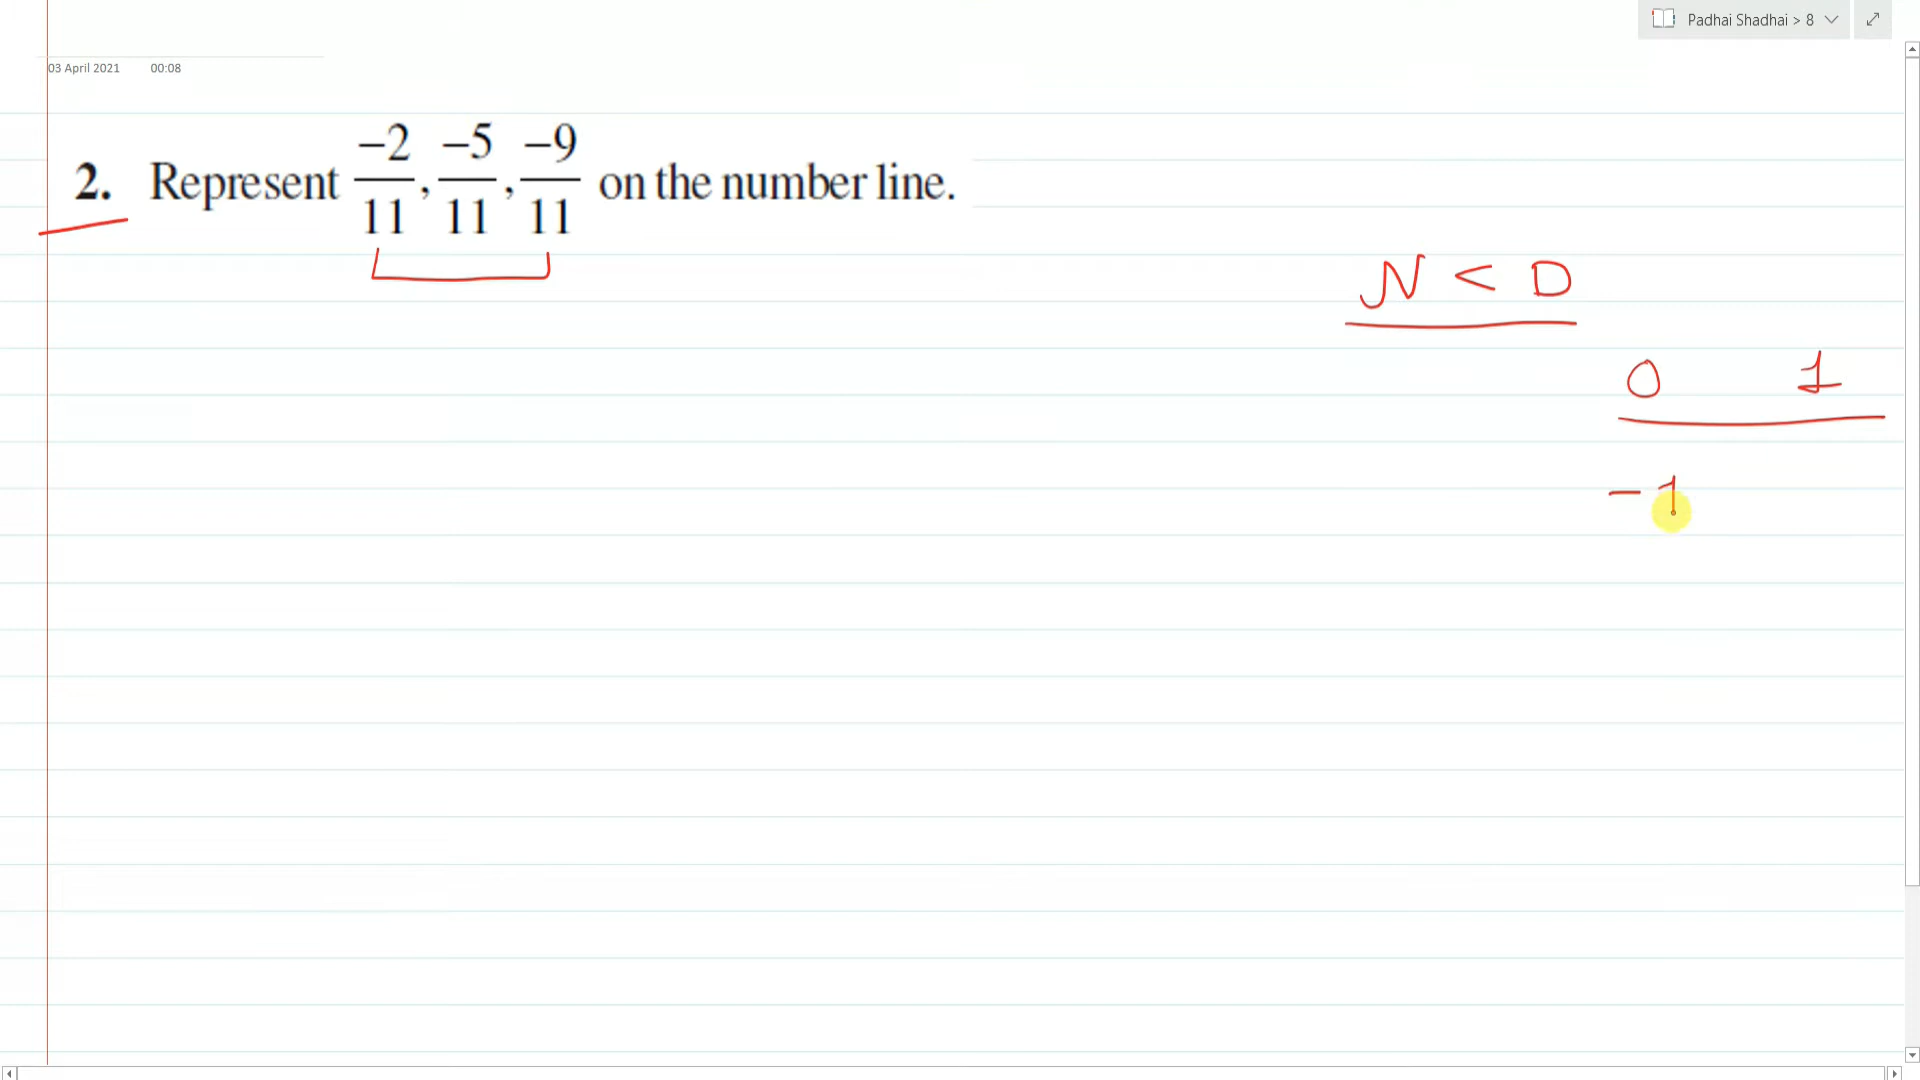 Padhai Shadhai > 8
03 April 2021 00:08
2. Represent −2/11, −5/11, −9/11 on the number line.
N < D
0 1
−1